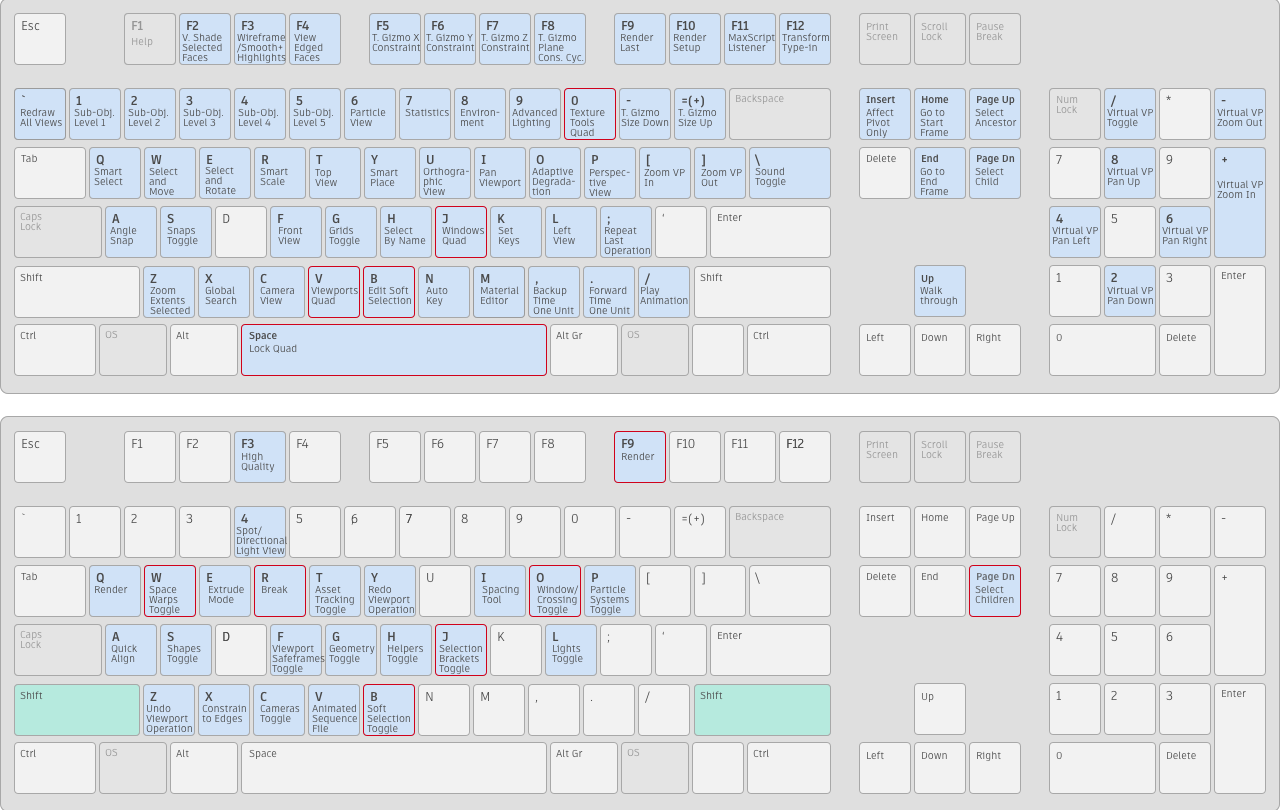 Esc
F1
Help
F2
V. Shade
Selected
Faces
F3
Wireframe
/Smooth+
Highlights
F4
View
Edged
Faces
F5
T. Gizmo X
Constraint
F6
T. Gizmo Y
Constraint
F7
T. Gizmo Z
Constraint
F8
T. Gizmo
Plane
Cons. Cyc.
F9
Render
Last
F10
Render
Setup
F11
MaxScript
Listener
F12
Transform
Type-in
Print
Screen
Scroll
Lock
Pause
Break
`
Redraw
All Views
1
Sub-Obj.
Level 1
2
Sub-Obj.
Level 2
3
Sub-Obj.
Level 3
4
Sub-Obj.
Level 4
5
Sub-Obj.
Level 5
6
Particle
View
7
Statistics
8
Environ-
ment
9
Advanced
Lighting
0
Texture
Tools
Quad
-
T. Gizmo
Size Down
=(+)
T. Gizmo
Size Up
Backspace
Insert
Affect
Pivot
Only
Home
Go to
Start
Frame
Page Up
Select
Ancestor
Num
Lock
/
Virtual VP
Toggle
*
-
Virtual VP
Zoom Out
Tab
Q
Smart
Select
W
Select
and
Move
E
Select
and
Rotate
R
Smart
Scale
T
Top
View
Y
Smart
Place
U
Orthogra-
phic
View
I
Pan
Viewport
O
Adaptive
Degrada-
tion
P
Perspec-
tive
View
[
Zoom VP
In
]
Zoom VP
Out
\
Sound
Toggle
Delete
End
Go to
End
Frame
Page Dn
Select
Child
7
8
Virtual VP
Pan Up
9
+
Virtual VP
Zoom In
Caps
Lock
A
Angle
Snap
S
Snaps
Toggle
D
F
Front
View
G
Grids
Toggle
H
Select
By Name
J
Windows
Quad
K
Set
Keys
L
Left
View
;
Repeat
Last
Operation
'
Enter
4
Virtual VP
Pan Left
5
6
Virtual VP
Pan Right
Shift
Z
Zoom
Extents
Selected
X
Global
Search
C
Camera
View
V
Viewports
Quad
B
Edit Soft
Selection
N
Auto
Key
M
Material
Editor
,
Backup
Time
One Unit
.
Forward
Time
One Unit
/
Play
Animation
Shift
Up
Walk
through
1
2
Virtual VP
Pan Down
3
Enter
Ctrl
OS
Alt
Space
Lock Quad
Alt Gr
OS
Ctrl
Left
Down
Right
0
Delete
Esc
F1
F2
F3
High
Quality
F4
F5
F6
F7
F8
F9
Render
F10
F11
F12
Print
Screen
Scroll
Lock
Pause
Break
`
1
2
3
4
Spot/
Directional
Light View
5
6
7
8
9
0
-
=(+)
Backspace
Insert
Home
Page Up
Num
Lock
/
*
-
Tab
Q
Render
W
Space
Warps
Toggle
E
Extrude
Mode
R
Break
T
Asset
Tracking
Toggle
Y
Redo
Viewport
Operation
U
I
Spacing
Tool
O
Window/
Crossing
Toggle
P
Particle
Systems
Toggle
[
]
\
Delete
End
Page Dn
Select
Children
7
8
9
+
Caps
Lock
A
Quick
Align
S
Shapes
Toggle
D
F
Viewport
Safeframes
Toggle
G
Geometry
Toggle
H
Helpers
Toggle
J
Selection
Brackets
Toggle
K
L
Lights
Toggle
;
'
Enter
4
5
6
Shift
Z
Undo
Viewport
Operation
X
Constrain
to Edges
C
Cameras
Toggle
V
Animated
Sequence
File
B
Soft
Selection
Toggle
N
M
,
.
/
Shift
Up
1
2
3
Enter
Ctrl
OS
Alt
Space
Alt Gr
OS
Ctrl
Left
Down
Right
0
Delete